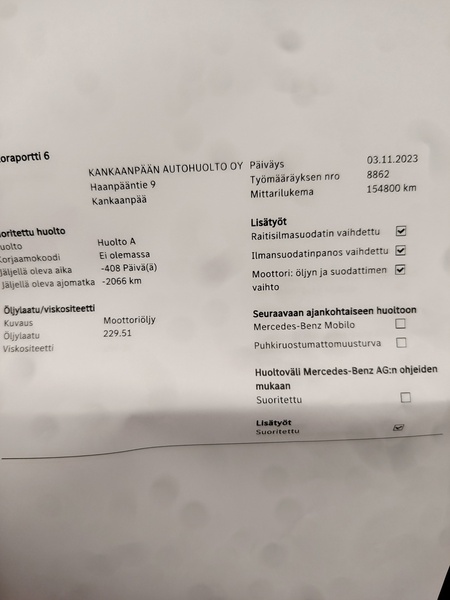 oraportti 6
KANKAANPÄÄN AUTOHUOLTO OY
Haanpääntie 9
Kankaanpää
Päiväys 03.11.2023
Työmääräyksen nro 8862
Mittarilukema 154800 km
oritettu huolto
uolto Huolto A
Korjaamokoodi Ei olemassa
Jäljellä oleva aika -408 Päivä(ä)
Jäljellä oleva ajomatka -2066 km
Öljylaatu/viskositeetti
Kuvaus Moottoriöljy
Öljylaatu 229.51
Viskositeetti
Lisätyöt
Raitisilmasuodatin vaihdettu
Ilmansuodatinpanos vaihdettu
Moottori: öljyn ja suodattimen
vaihto
Seuraavaan ajankohtaiseen huoltoon
Mercedes-Benz Mobilo
Puhkiruostumattomuusturva
Huoltoväli Mercedes-Benz AG:n ohjeiden
mukaan
Suoritettu
Lisätyöt
Suoritettu